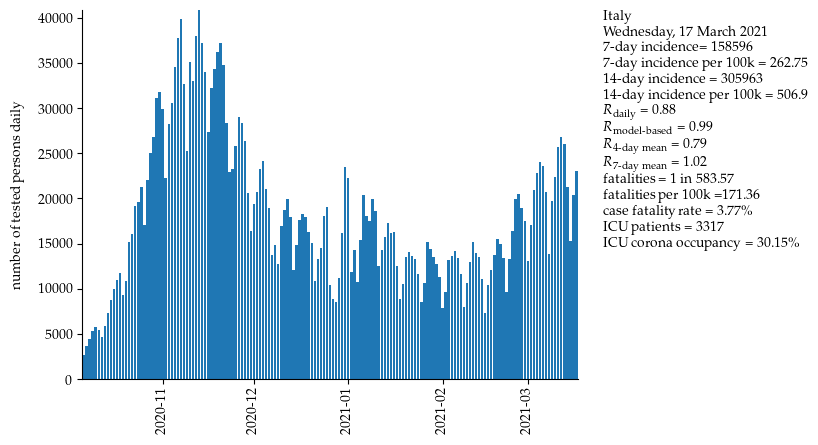 number of tested persons daily
40000
35000
30000
25000
20000
15000
10000
5000
0
2020-11
2020-12
2021-01
2021-02
2021-03
Italy
Wednesday, 17 March 2021
7-day incidence= 158596
7-day incidence per 100k = 262.75
14-day incidence = 305963
14-day incidence per 100k = 506.9
R daily = 0.88
R model-based = 0.99
R 4-day mean = 0.79
R 7-day mean = 1.02
fatalities = 1 in 583.57
fatalities per 100k =171.36
case fatality rate = 3.77%
ICU patients = 3317
ICU corona occupancy = 30.15%